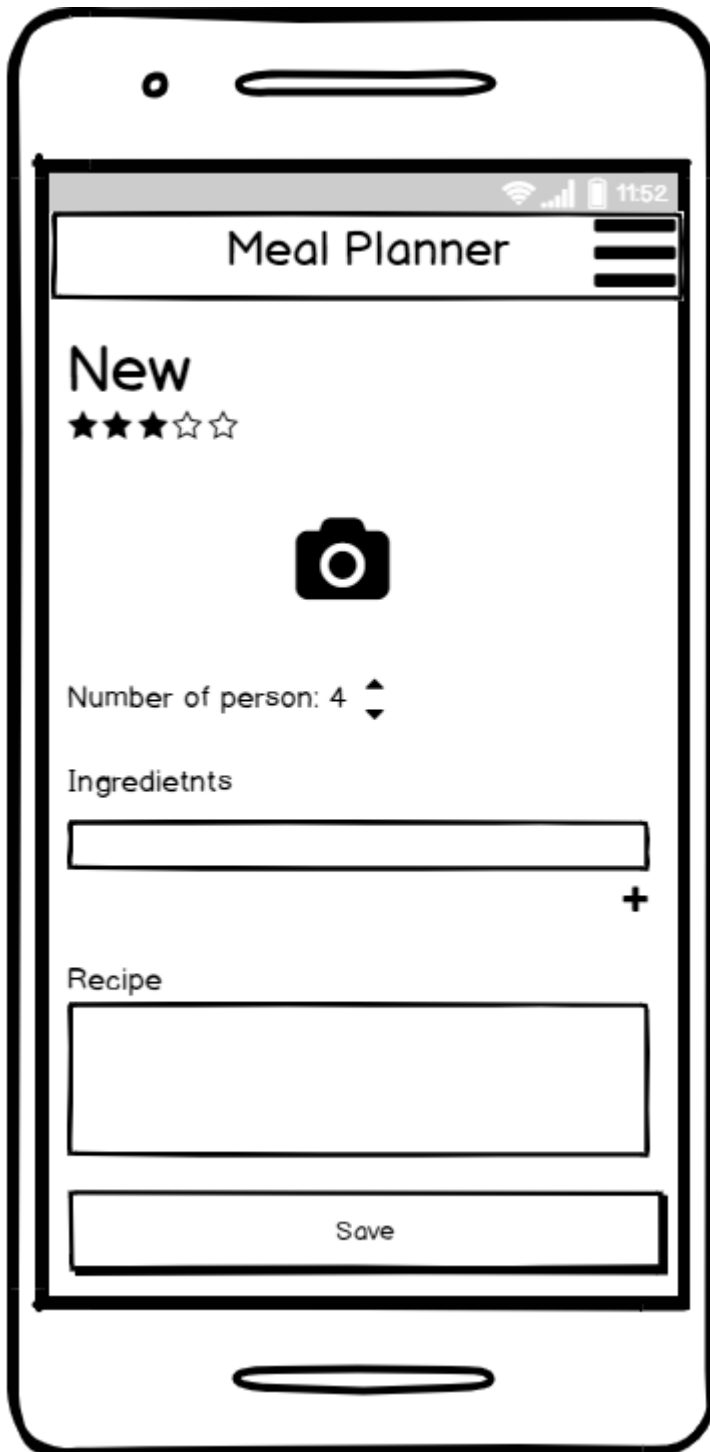 11:52
Meal Planner
New
Number of person: 4
Ingredietnts
+
Recipe
Save